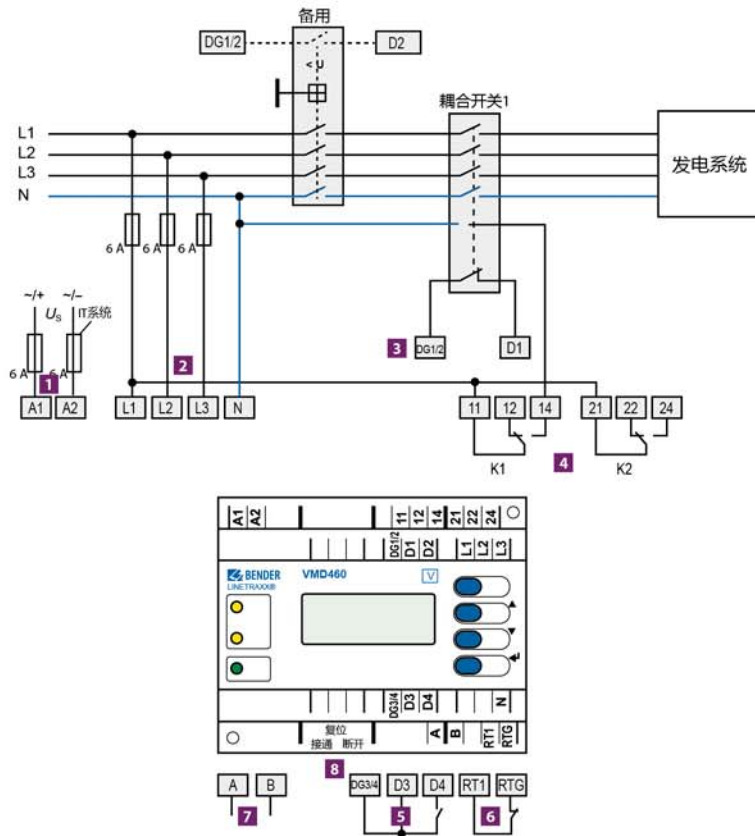 备用
DG1/2 D2
< U
耦合开关1
L1
L2
L3
N
发电系统
6 A 6 A 6 A
~/+ ~/−
US IT系统
3 DG1/2 D1
2
6 A 1 6 A
A1 A2 L1 L2 L3 N 11 12 14 21 22 24
K1 4 K2
A1 A2 11 12 14 21 22 24
DG1/2 D1 D2 L1 L2 L3
BENDER VMD460 V
LINETRAXX®
DG3/4 D3 D4 N
复位
接通 断开 A B RT1 RTG
8
A B DG3/4 D3 D4 RT1 RTG
7 5 6